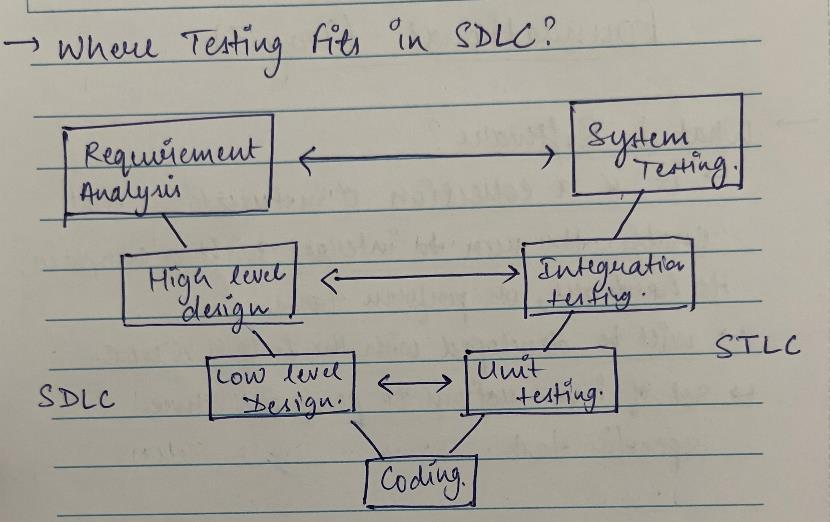 → Where Testing fits in SDLC?
Requirement
Analysis
System
Testing.
High level
design
Integration
testing.
Low level
Design.
Unit
testing.
SDLC
STLC
Coding.